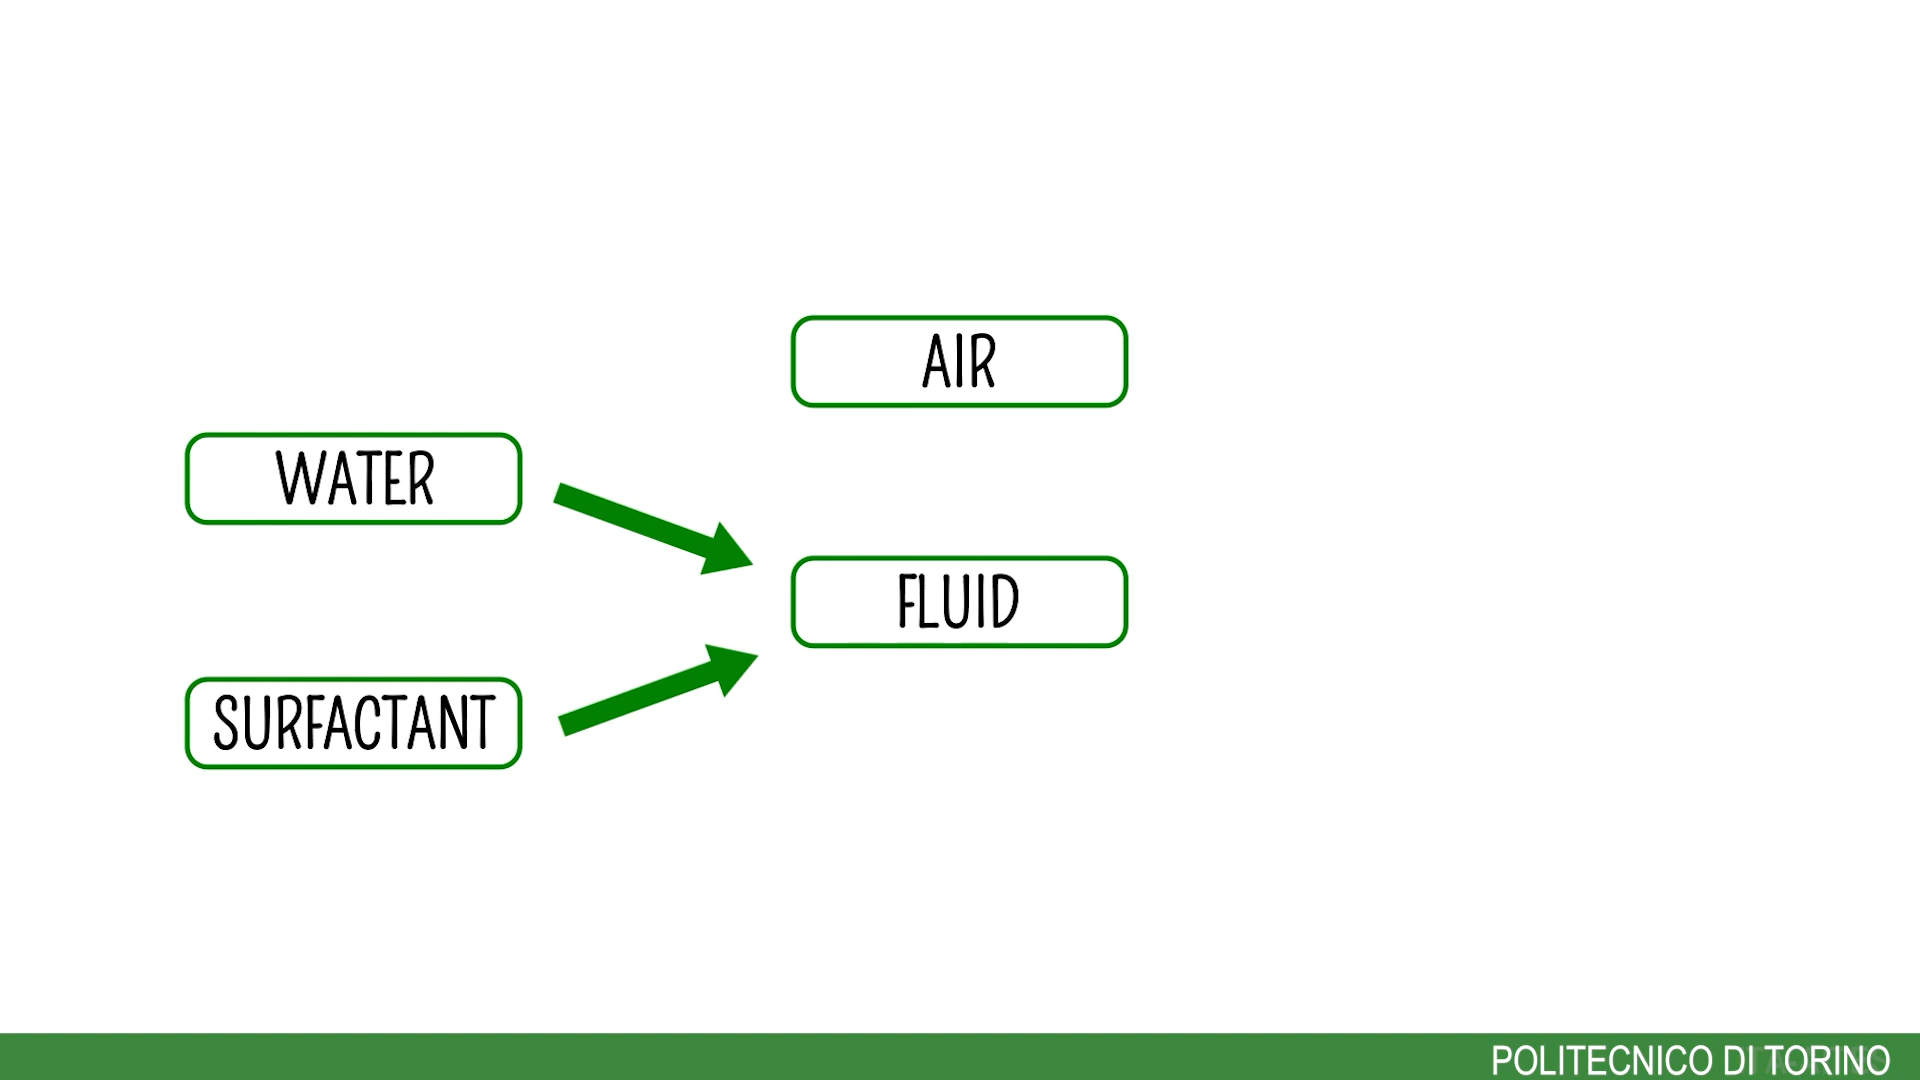 AIR
WATER
FLUID
SURFACTANT
POLITECNICO DI TORINO